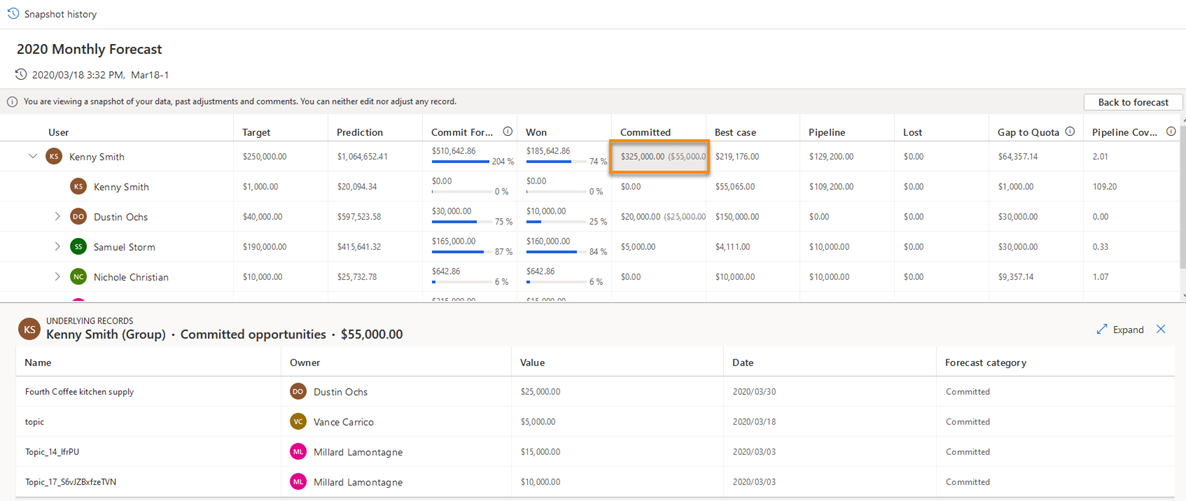 Snapshot history
2020 Monthly Forecast
2020/03/18 3:32 PM, Mar18-1
You are viewing a snapshot of your data, past adjustments and comments. You can neither edit nor adjust any record. Back to forecast
User Target Prediction Commit For... Won Committed Best case Pipeline Lost Gap to Quota Pipeline Cov...
KS Kenny Smith $250,000.00 $1,064,652.41 $510,642.86 204 % $185,642.86 74 % $325,000.00 ($55,000.0 $219,176.00 $129,200.00 $0.00 $64,357.14 2.01
KS Kenny Smith $1,000.00 $20,094.34 $0.00 0 % $0.00 0 % $0.00 $55,065.00 $109,200.00 $0.00 $1,000.00 109.20
DO Dustin Ochs $40,000.00 $597,523.58 $30,000.00 75 % $10,000.00 25 % $20,000.00 ($25,000.00 $150,000.00 $0.00 $0.00 $30,000.00 0.00
SS Samuel Storm $190,000.00 $415,641.32 $165,000.00 87 % $160,000.00 84 % $5,000.00 $4,111.00 $10,000.00 $0.00 $30,000.00 0.33
NC Nichole Christian $10,000.00 $25,732.78 $642.86 6 % $642.86 6 % $0.00 $10,000.00 $10,000.00 $0.00 $9,357.14 1.07
KS UNDERLYING RECORDS
Kenny Smith (Group) · Committed opportunities · $55,000.00 Expand
Name Owner Value Date Forecast category
Fourth Coffee kitchen supply DO Dustin Ochs $25,000.00 2020/03/30 Committed
topic VC Vance Carrico $5,000.00 2020/03/18 Committed
Topic_14_lfrPU ML Millard Lamontagne $15,000.00 2020/03/03 Committed
Topic_17_S6vJZBxfzeTVN ML Millard Lamontagne $10,000.00 2020/03/03 Committed